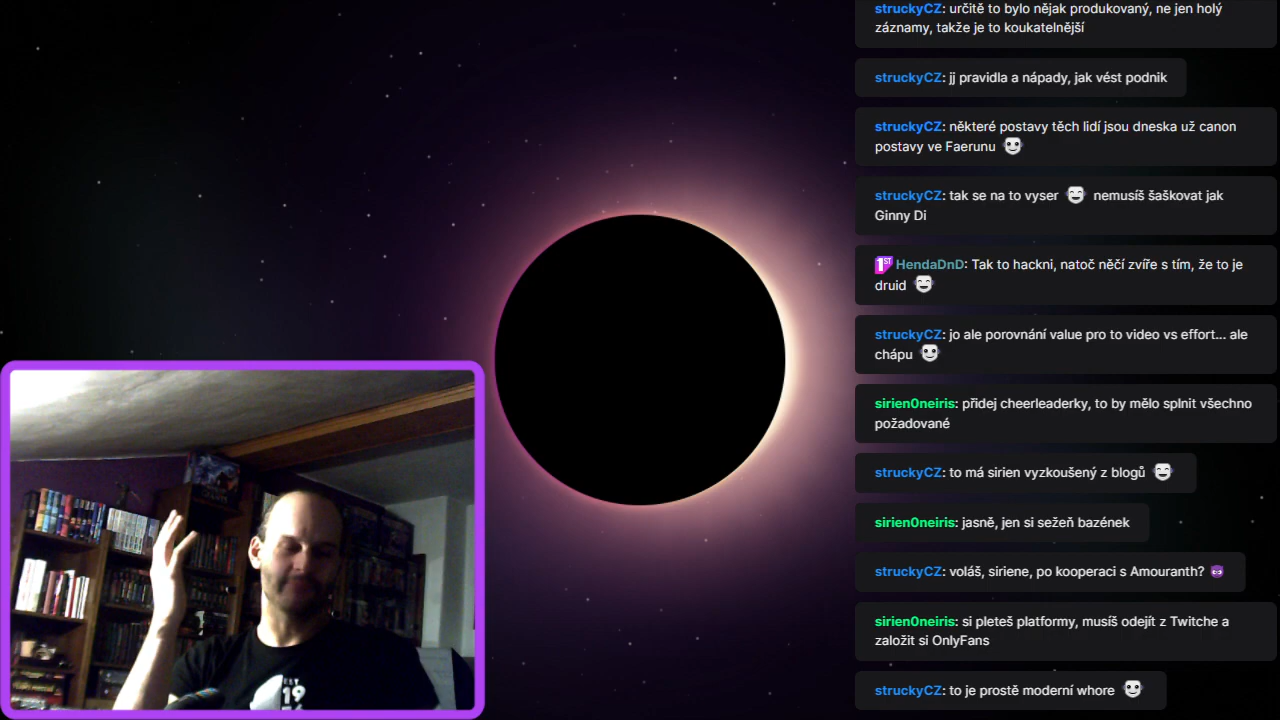 struckyCZ: určitě to bylo nějak produkovaný, ne jen holý
záznamy, takže je to koukatelnější
struckyCZ: jj pravidla a nápady, jak vést podnik
struckyCZ: některé postavy těch lidí jsou dneska už canon
postavy ve Faerunu
struckyCZ: tak se na to vyser nemusíš šaškovat jak
Ginny Di
1ST HendaDnD: Tak to hackni, natoč něčí zvíře s tím, že to je
druid
struckyCZ: jo ale porovnání value pro to video vs effort... ale
chápu
sirien0neiris: přidej cheerleaderky, to by mělo splnit všechno
požadované
struckyCZ: to má sirien vyzkoušený z blogů
sirien0neiris: jasně, jen si sežeň bazének
struckyCZ: voláš, siriene, po kooperaci s Amouranth?
sirien0neiris: si pleteš platformy, musíš odejít z Twitche a
založit si OnlyFans
struckyCZ: to je prostě moderní whore
19